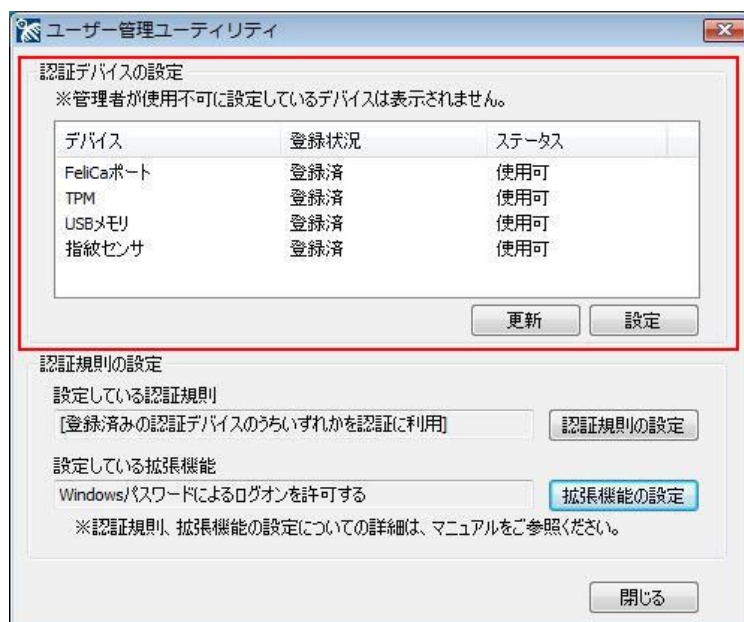 ユーザー管理ユーティリティ
認証デバイスの設定
※管理者が使用不可に設定しているデバイスは表示されません。
デバイス 登録状況 ステータス
FeliCaポート 登録済 使用可
TPM 登録済 使用可
USBメモリ 登録済 使用可
指紋センサ 登録済 使用可
更新 設定
認証規則の設定
設定している認証規則
[登録済みの認証デバイスのうちいずれかを認証に利用] 認証規則の設定
設定している拡張機能
Windowsパスワードによるログオンを許可する 拡張機能の設定
※認証規則、拡張機能の設定についての詳細は、マニュアルをご参照ください。
閉じる